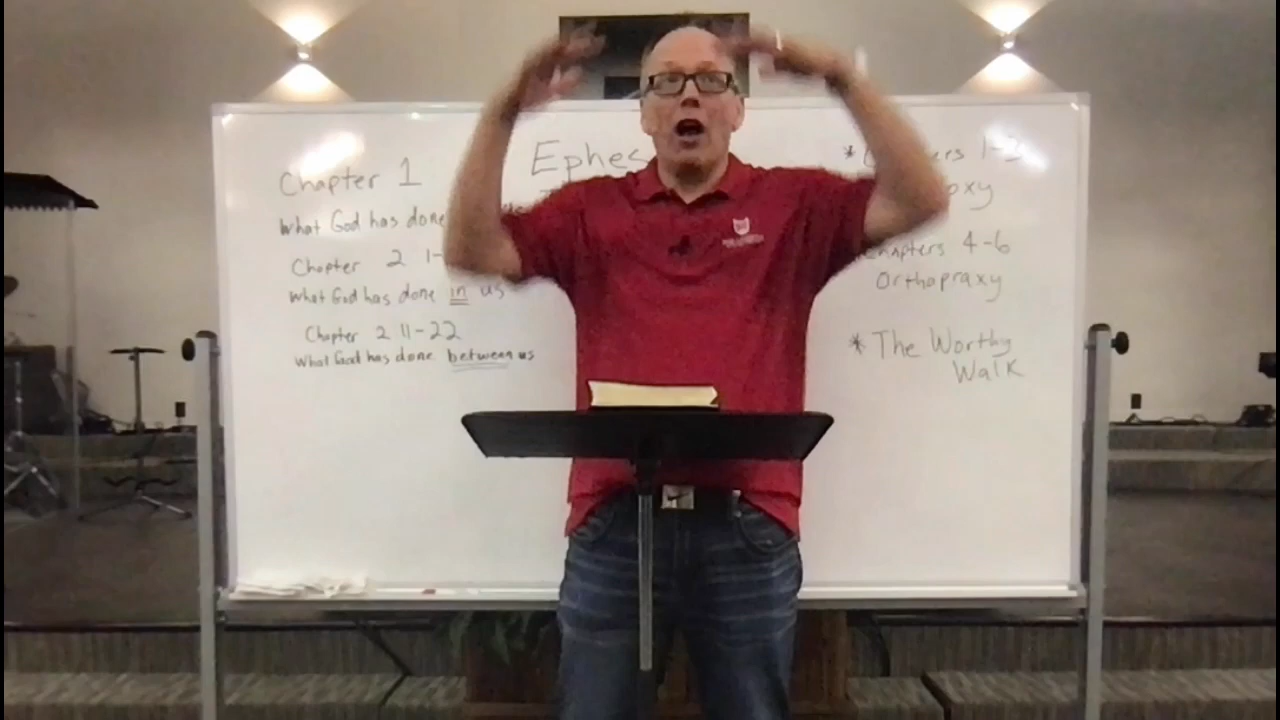 Chapter 1
What God has done
Chapter 2 1-
What God has done in us
Chapter 2 11-22
What God has done between us
Ephes
* 1-3
oxy
Chapters 4-6
Orthopraxy
* The Worthy
Walk